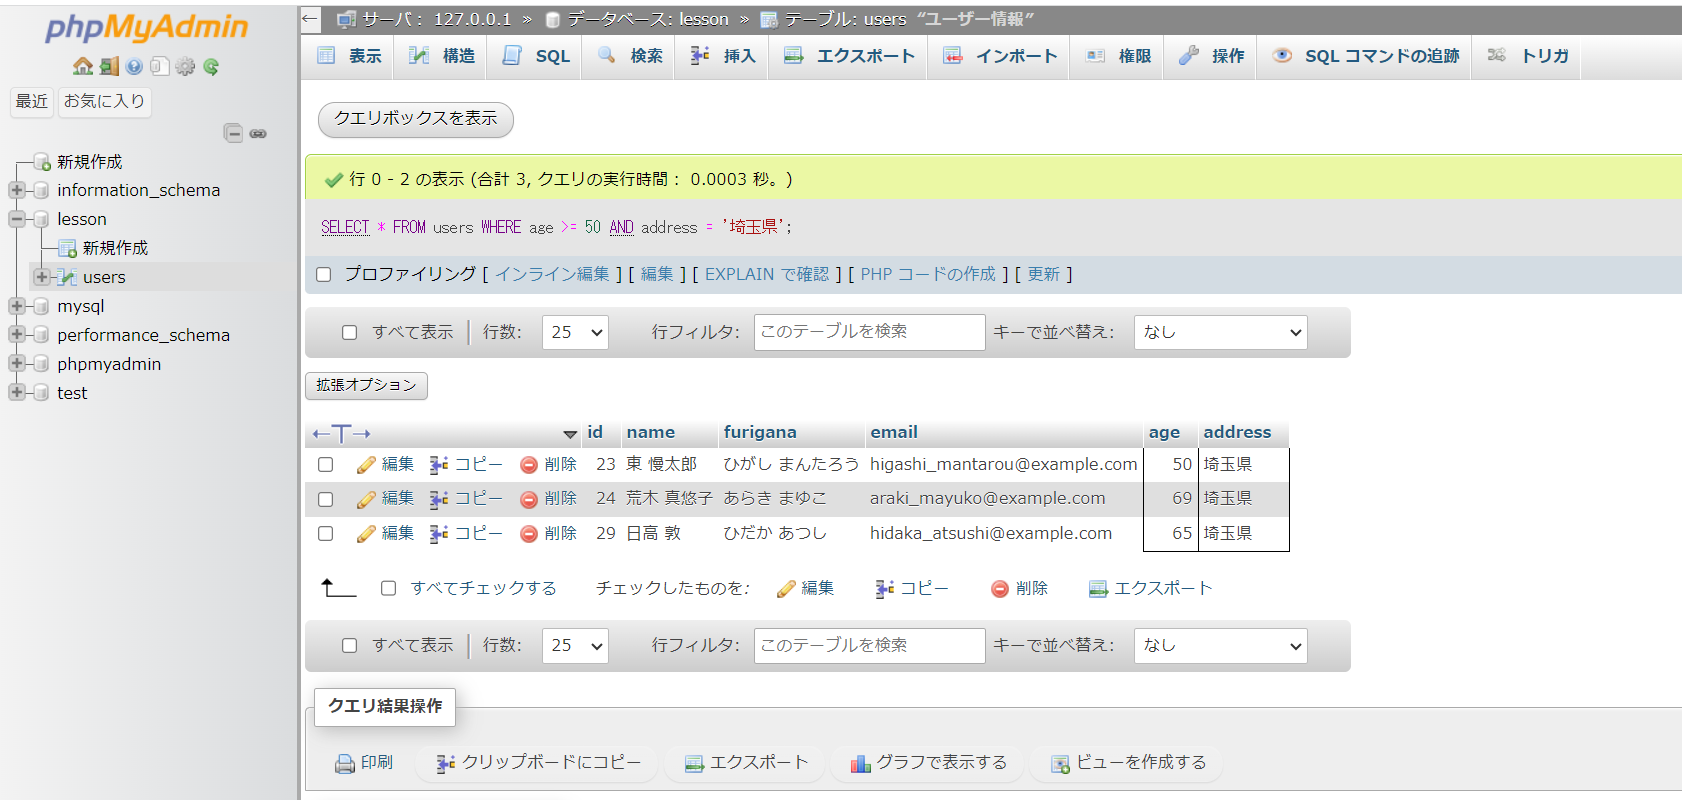 phpMyAdmin
最近 お気に入り
新規作成
information_schema
lesson
新規作成
users
mysql
performance_schema
phpmyadmin
test
← サーバ: 127.0.0.1 » データベース: lesson » テーブル: users “ユーザー情報”
表示 構造 SQL 検索 挿入 エクスポート インポート 権限 操作 SQL コマンドの追跡 トリガ
クエリボックスを表示
行 0 - 2 の表示 (合計 3, クエリの実行時間： 0.0003 秒。)
SELECT * FROM users WHERE age >= 50 AND address = '埼玉県';
プロファイリング [ インライン編集 ] [ 編集 ] [ EXPLAIN で確認 ] [ PHP コードの作成 ] [ 更新 ]
すべて表示 | 行数: 25 行フィルタ: このテーブルを検索 キーで並べ替え: なし
拡張オプション
←T→ id name furigana email age address
編集 コピー 削除 23 東 慢太郎 ひがし まんたろう higashi_mantarou@example.com 50 埼玉県
編集 コピー 削除 24 荒木 真悠子 あらき まゆこ araki_mayuko@example.com 69 埼玉県
編集 コピー 削除 29 日高 敦 ひだか あつし hidaka_atsushi@example.com 65 埼玉県
すべてチェックする チェックしたものを: 編集 コピー 削除 エクスポート
すべて表示 | 行数: 25 行フィルタ: このテーブルを検索 キーで並べ替え: なし
クエリ結果操作
印刷 クリップボードにコピー エクスポート グラフで表示する ビューを作成する